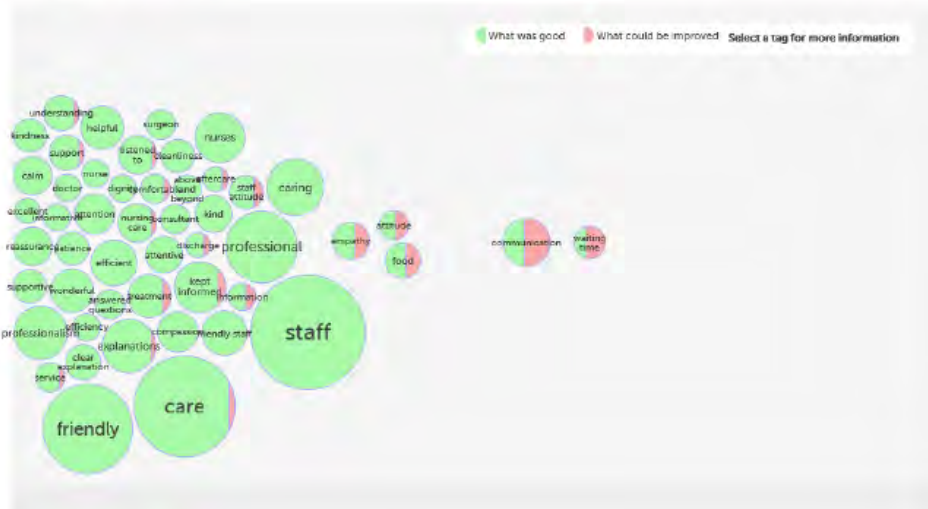 What was good
What could be improved
Select a tag for more information
understanding
kindness
helpful
surgeon
nurses
support
listened
to
cleanliness
calm
nurse
doctor
dignity
comfortable
above
and
beyond
aftercare
staff
attitude
caring
excellent
information
attention
nursing
care
consultant
kind
reassurance
patience
efficient
attentive
discharge
professional
empathy
attitude
food
communication
waiting
time
supportive
wonderful
answered
questions
treatment
kept
informed
information
professionalism
efficiency
explanations
compassion
friendly staff
staff
clear
explanation
service
care
friendly